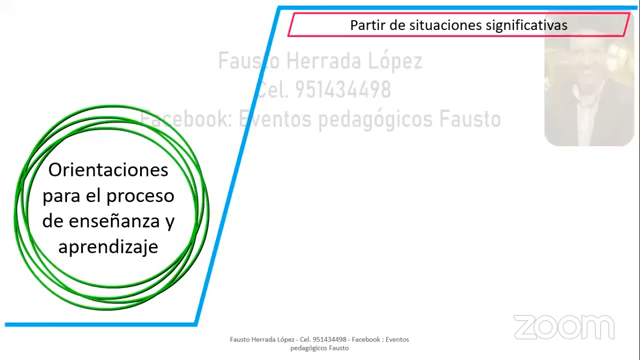 Partir de situaciones significativas
Fausto Herrada López
Cel. 951434498
Facebook: Eventos pedagógicos Fausto
Orientaciones
para el proceso
de enseñanza y
aprendizaje
zoom
Fausto Herrada López - Cel. 951434498 - Facebook : Eventos
pedagógicos Fausto